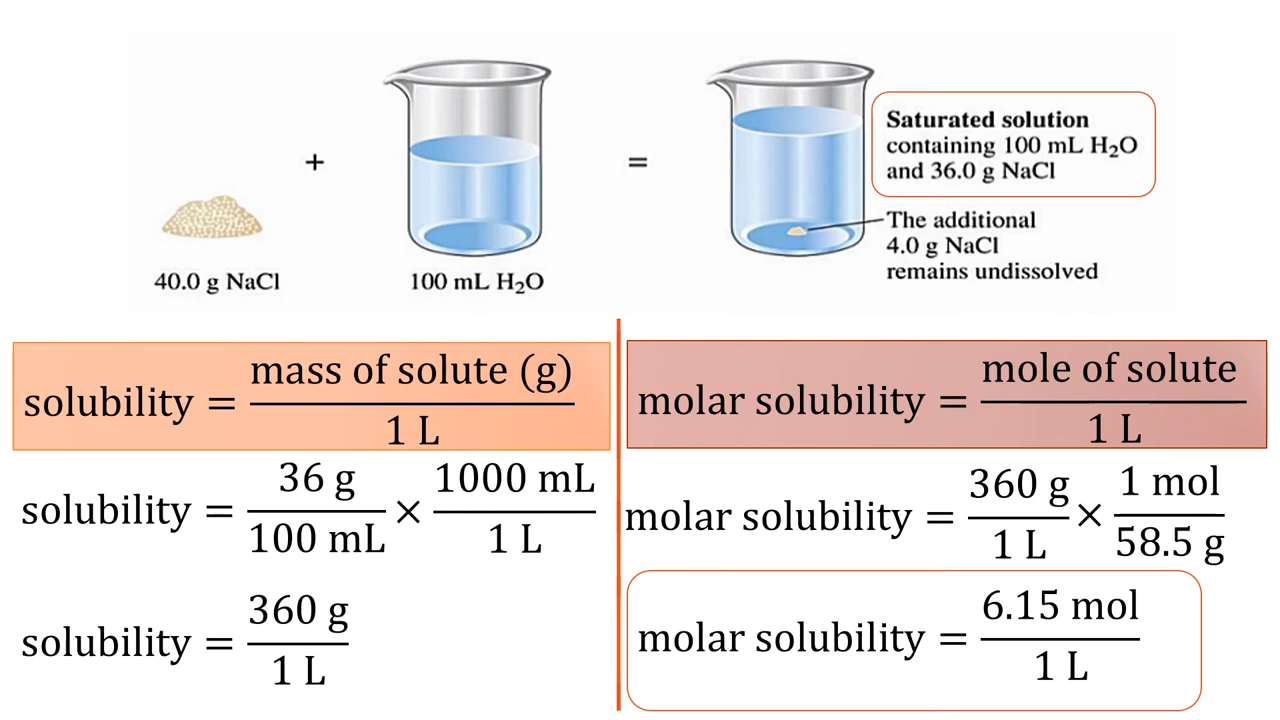 40.0 g NaCl
+
100 mL H₂O
=
Saturated solution
containing 100 mL H₂O
and 36.0 g NaCl
The additional
4.0 g NaCl
remains undissolved
solubility = mass of solute (g) / 1 L
solubility = 36 g / 100 mL × 1000 mL / 1 L
solubility = 360 g / 1 L
molar solubility = mole of solute / 1 L
molar solubility = 360 g / 1 L × 1 mol / 58.5 g
molar solubility = 6.15 mol / 1 L